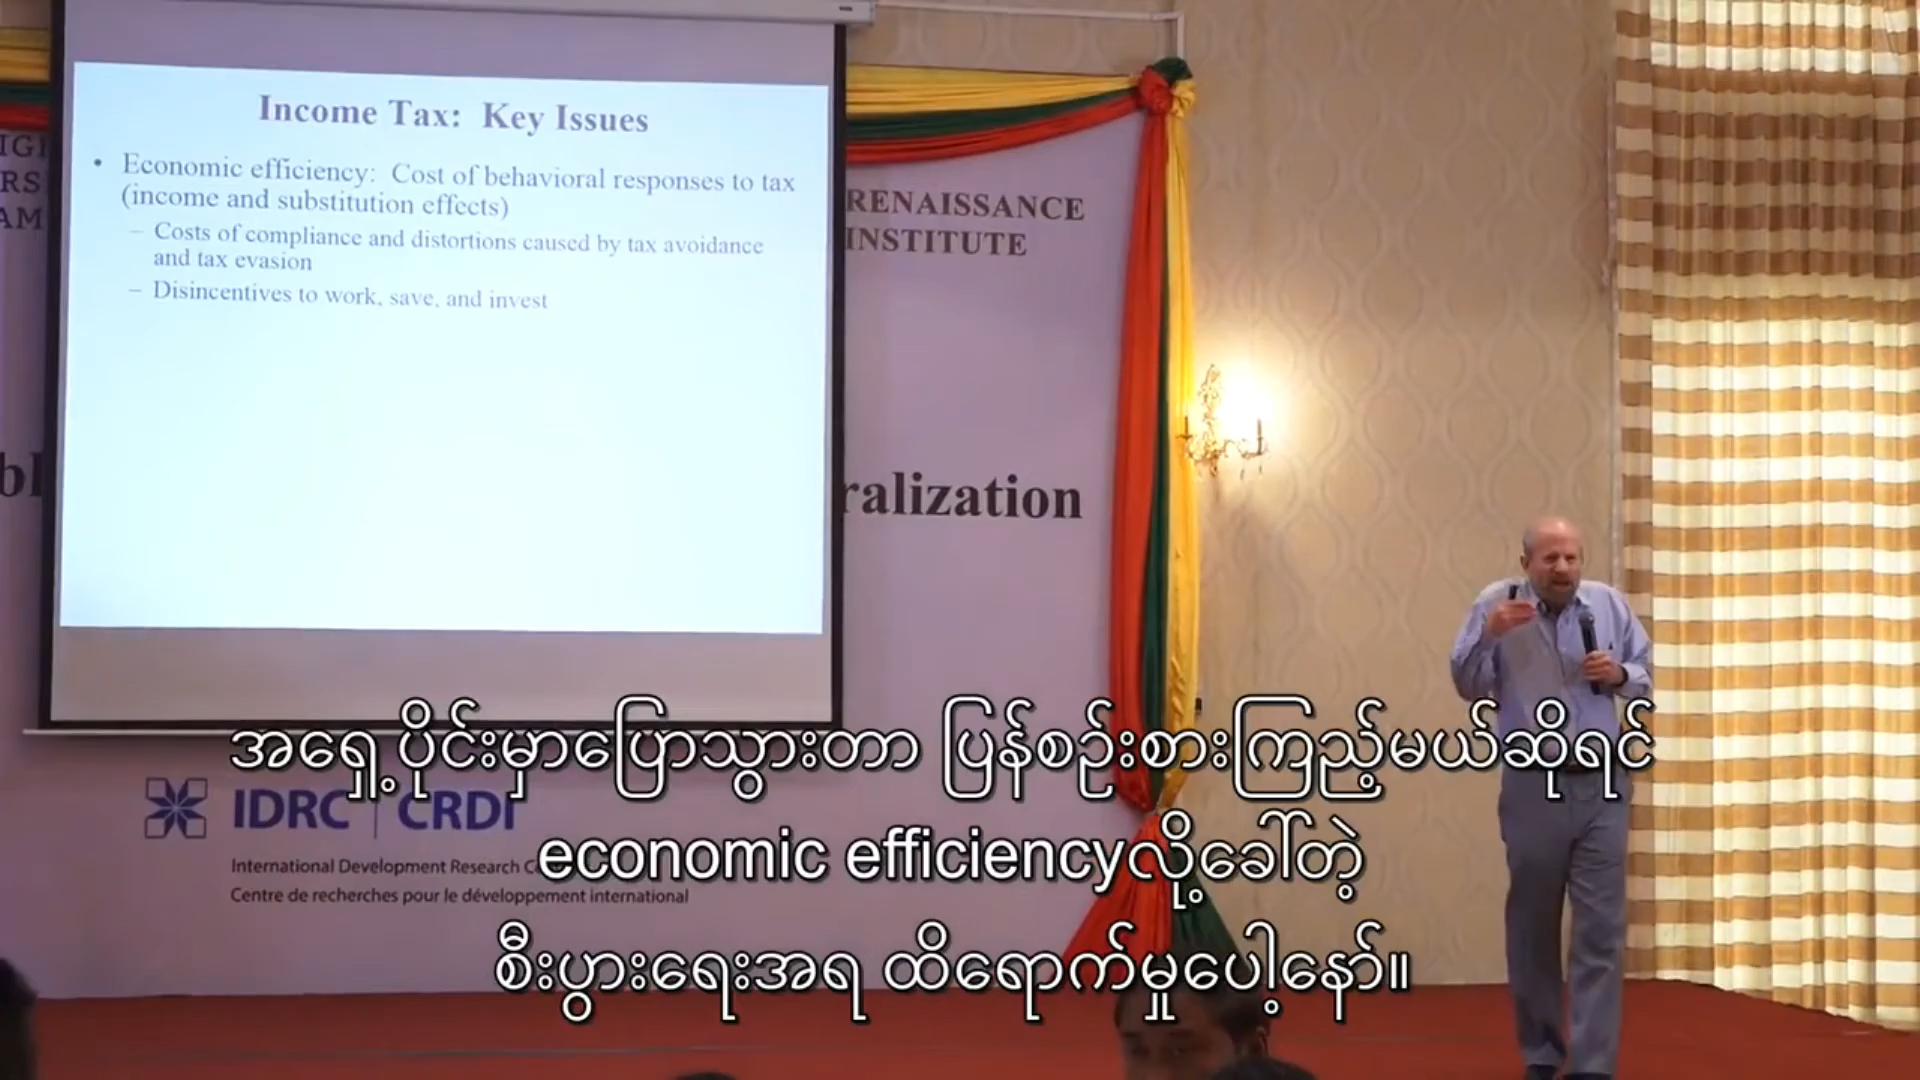 Income Tax: Key Issues
• Economic efficiency: Cost of behavioral responses to tax
(income and substitution effects)
– Costs of compliance and distortions caused by tax avoidance
and tax evasion
– Disincentives to work, save, and invest
RENAISSANCE
INSTITUTE
ralization
IDRC | CRDI
International Development Research
Centre de recherches pour le développement international
အရှေ့ပိုင်းမှာပြောသွားတာ ပြန်စဉ်းစားကြည့်မယ်ဆိုရင်
economic efficiencyလို့ခေါ်တဲ့
စီးပွားရေးအရ ထိရောက်မှုပေါ့နော်။